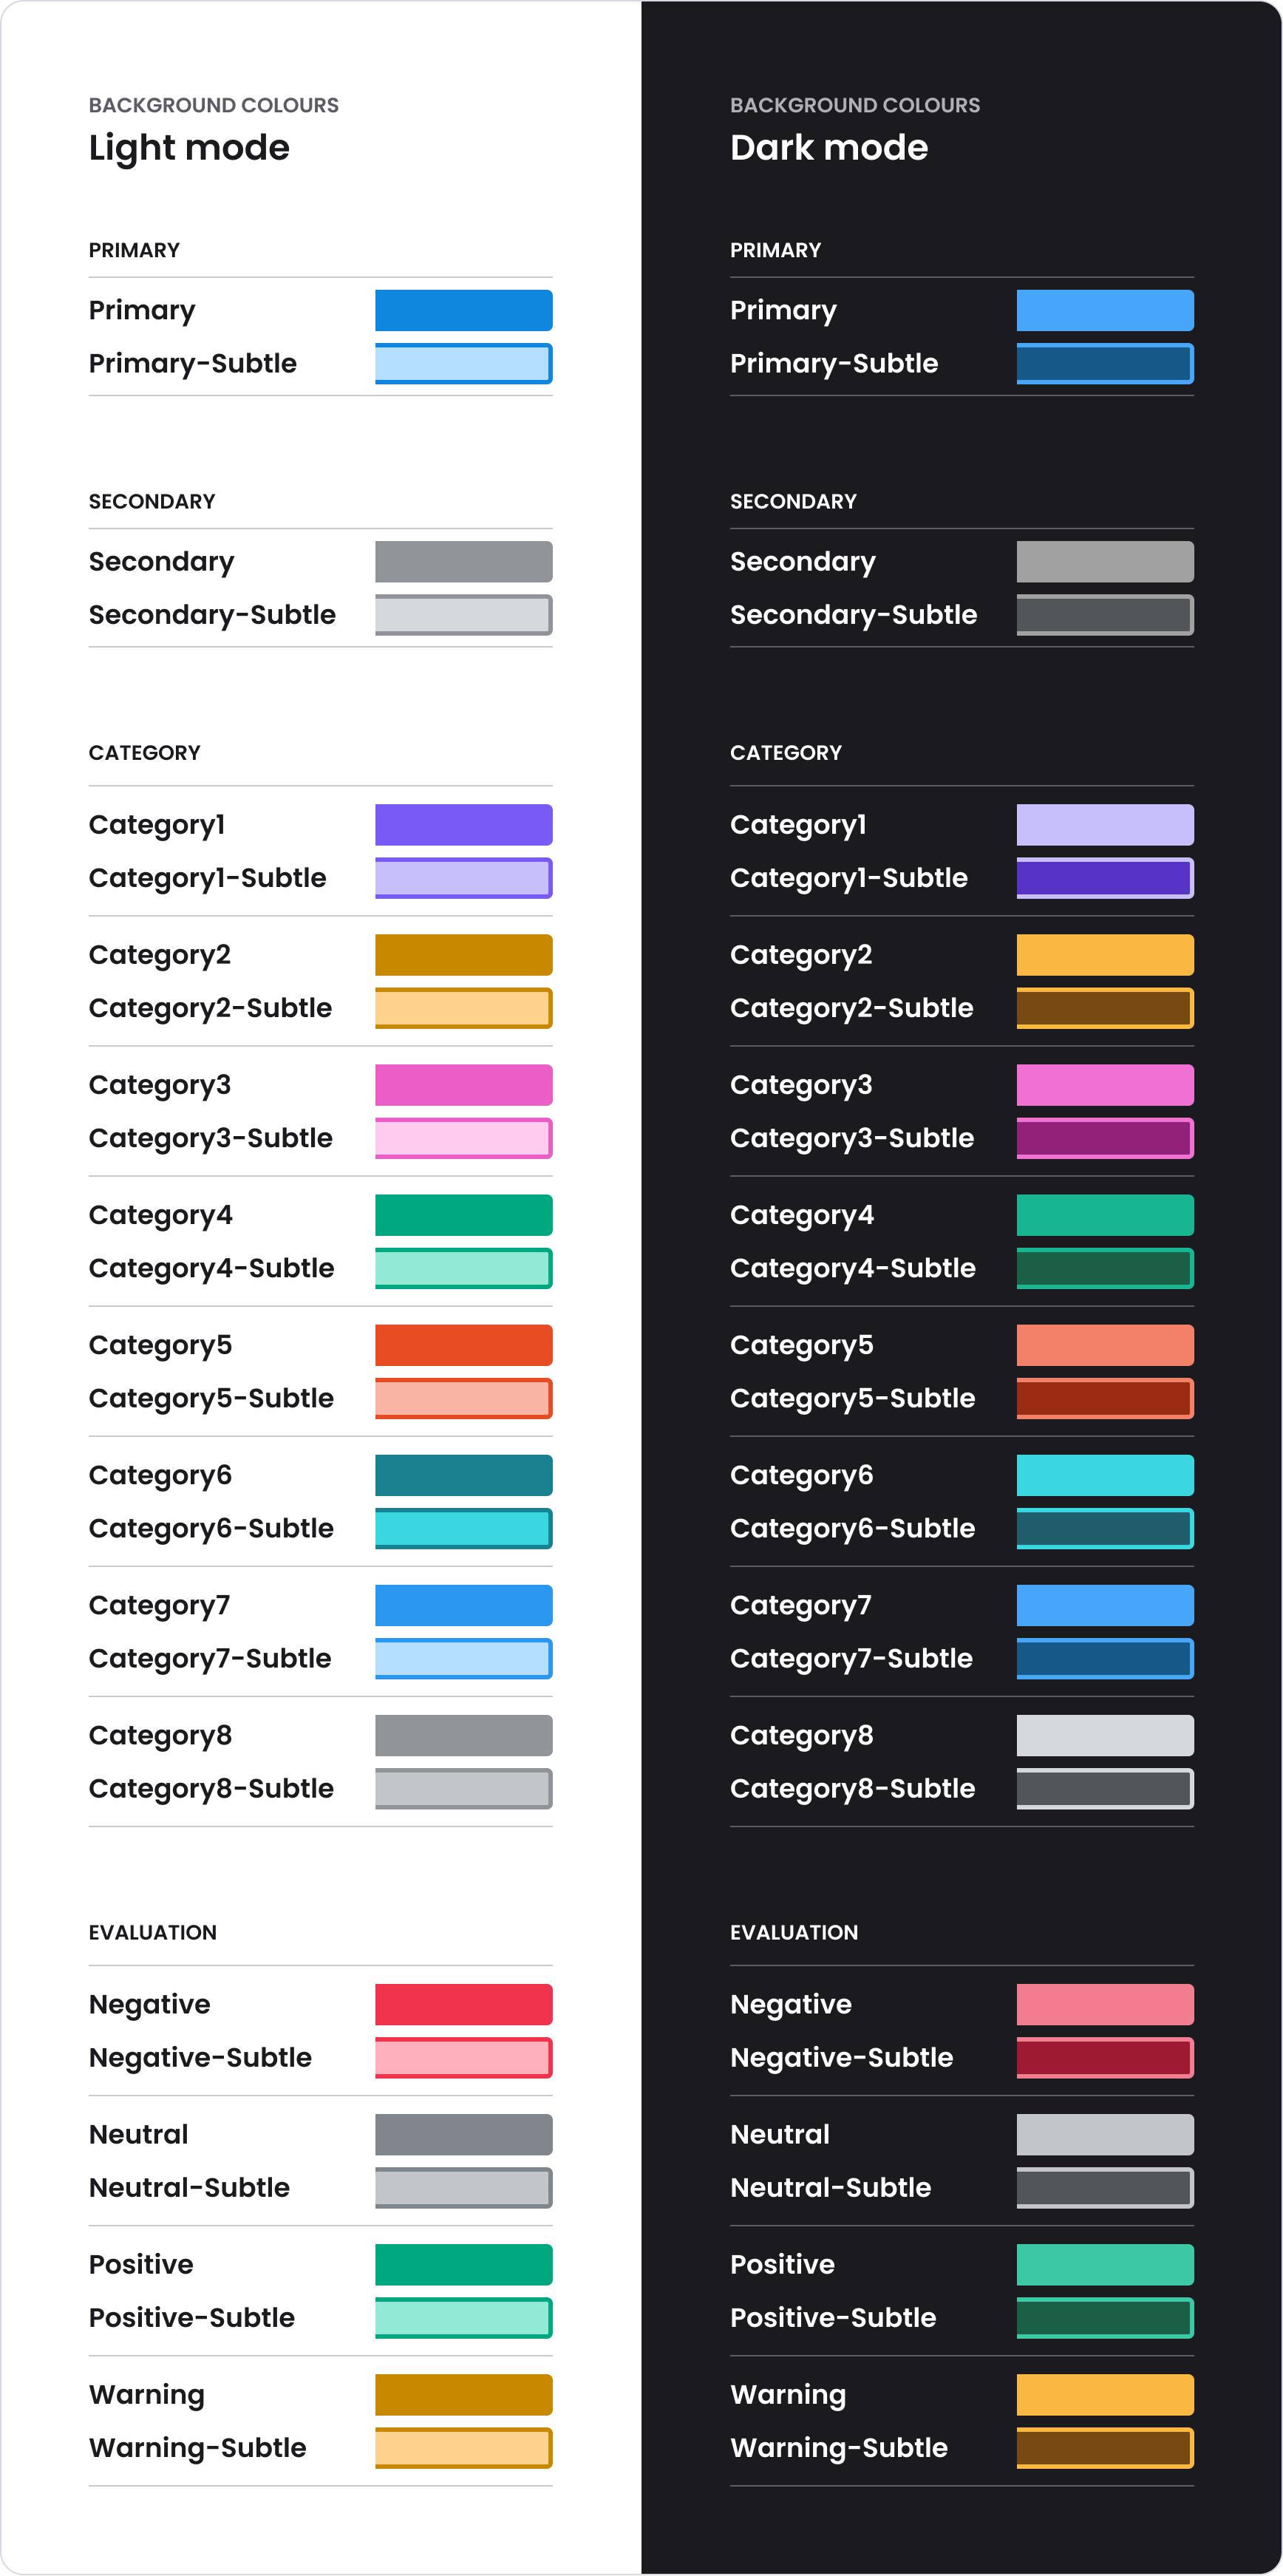 BACKGROUND COLOURS
Light mode
PRIMARY
Primary
Primary-Subtle
SECONDARY
Secondary
Secondary-Subtle
CATEGORY
Category1
Category1-Subtle
Category2
Category2-Subtle
Category3
Category3-Subtle
Category4
Category4-Subtle
Category5
Category5-Subtle
Category6
Category6-Subtle
Category7
Category7-Subtle
Category8
Category8-Subtle
EVALUATION
Negative
Negative-Subtle
Neutral
Neutral-Subtle
Positive
Positive-Subtle
Warning
Warning-Subtle
BACKGROUND COLOURS
Dark mode
PRIMARY
Primary
Primary-Subtle
SECONDARY
Secondary
Secondary-Subtle
CATEGORY
Category1
Category1-Subtle
Category2
Category2-Subtle
Category3
Category3-Subtle
Category4
Category4-Subtle
Category5
Category5-Subtle
Category6
Category6-Subtle
Category7
Category7-Subtle
Category8
Category8-Subtle
EVALUATION
Negative
Negative-Subtle
Neutral
Neutral-Subtle
Positive
Positive-Subtle
Warning
Warning-Subtle